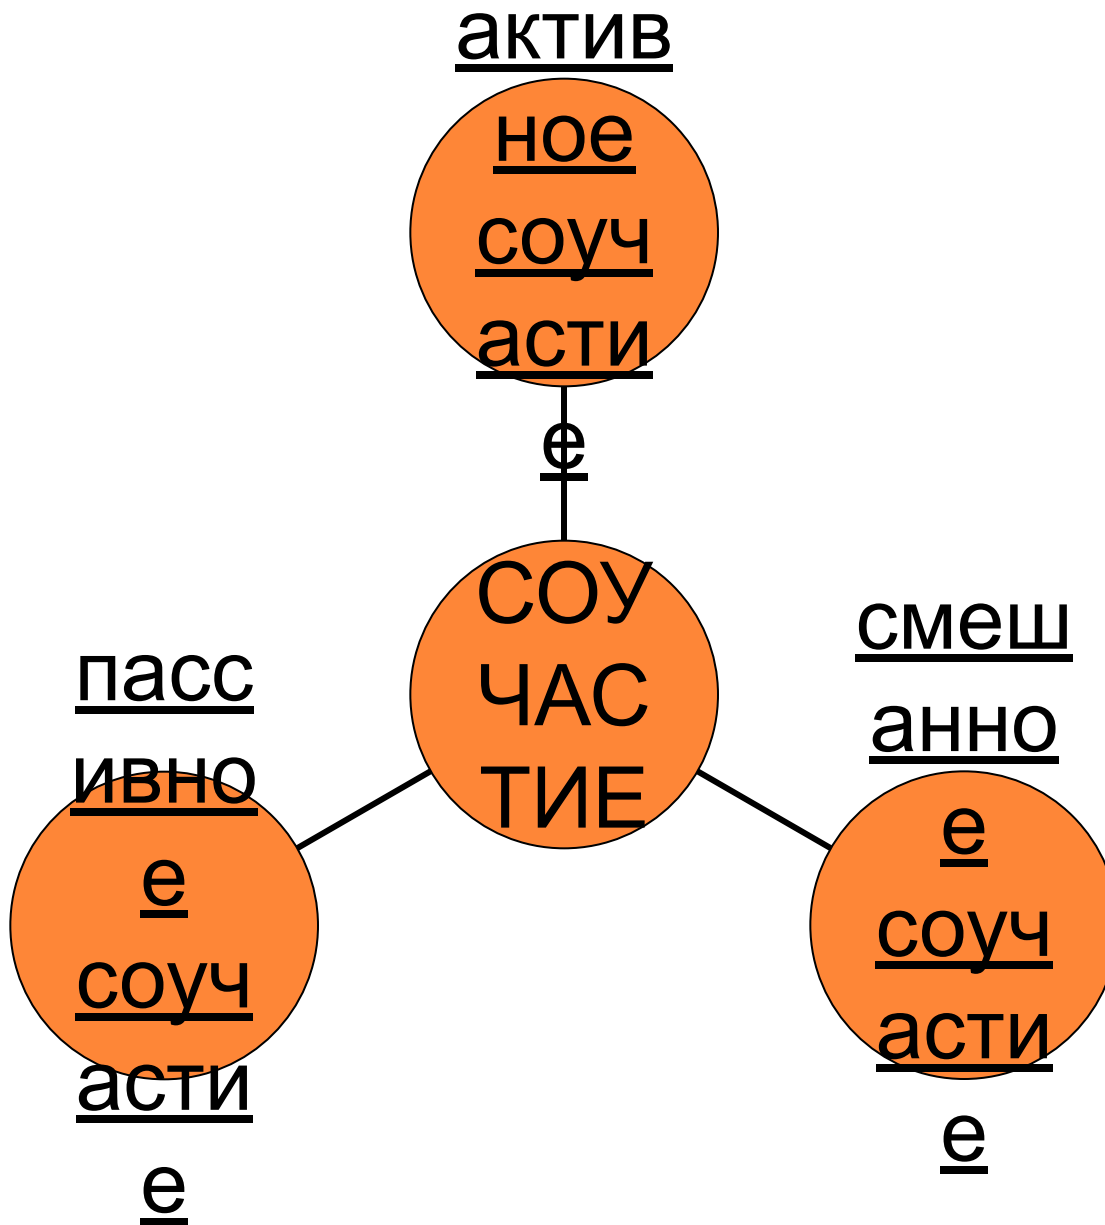 актив
ное
соуч
асти
е
СОУ
ЧАС
ТИЕ
пасс
ивно
е
соуч
асти
е
смеш
анно
е
соуч
асти
е